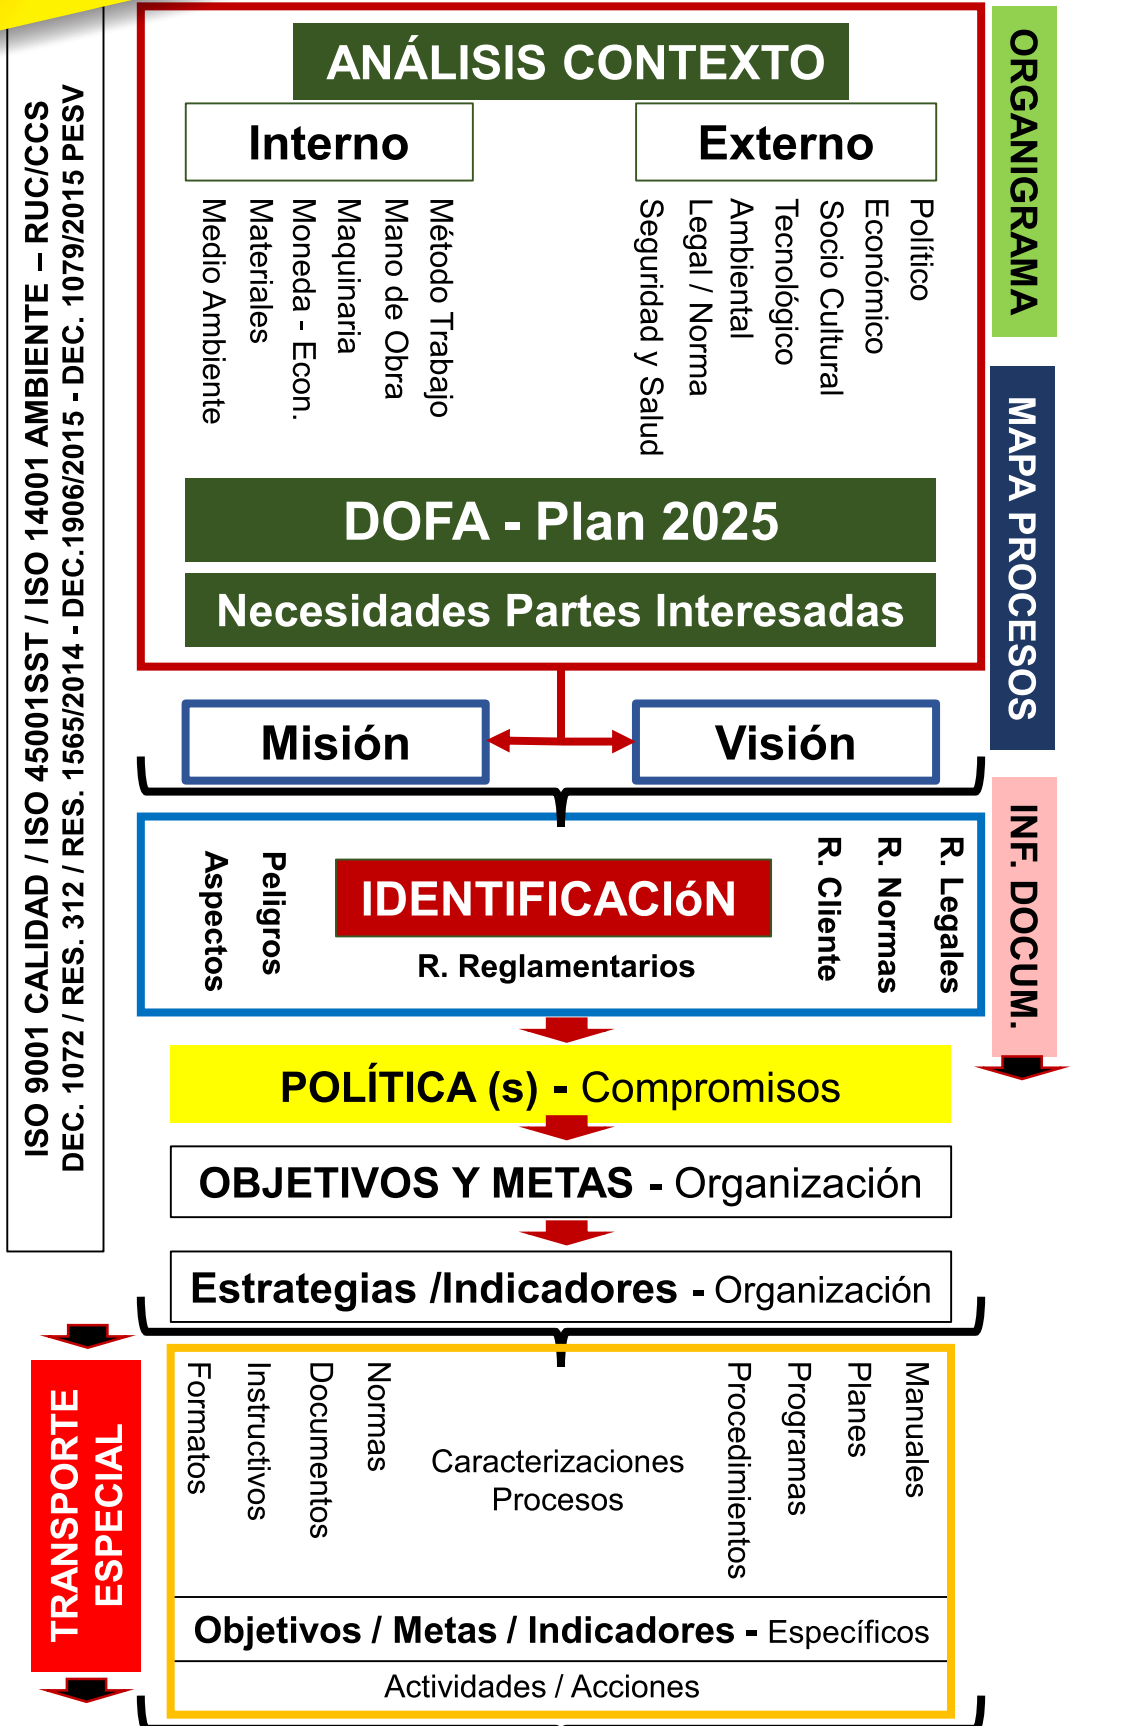 ISO 9001 CALIDAD / ISO 45001SST / ISO 14001 AMBIENTE – RUC/CCS
DEC. 1072 / RES. 312 / RES. 1565/2014 - DEC.1906/2015 - DEC. 1079/2015 PESV
ANÁLISIS CONTEXTO
Interno
Medio Ambiente
Materiales
Moneda - Econ.
Maquinaria
Mano de Obra
Método Trabajo
Externo
Seguridad y Salud
Legal / Norma
Ambiental
Tecnológico
Socio Cultural
Económico
Político
DOFA - Plan 2025
Necesidades Partes Interesadas
Misión
Visión
ORGANIGRAMA
MAPA PROCESOS
INF. DOCUM.
Aspectos
Peligros
IDENTIFICACIóN
R. Reglamentarios
R. Cliente
R. Normas
R. Legales
POLÍTICA (s) - Compromisos
OBJETIVOS Y METAS - Organización
Estrategias /Indicadores - Organización
TRANSPORTE
ESPECIAL
Formatos
Instructivos
Documentos
Normas
Caracterizaciones
Procesos
Procedimientos
Programas
Planes
Manuales
Objetivos / Metas / Indicadores - Específicos
Actividades / Acciones